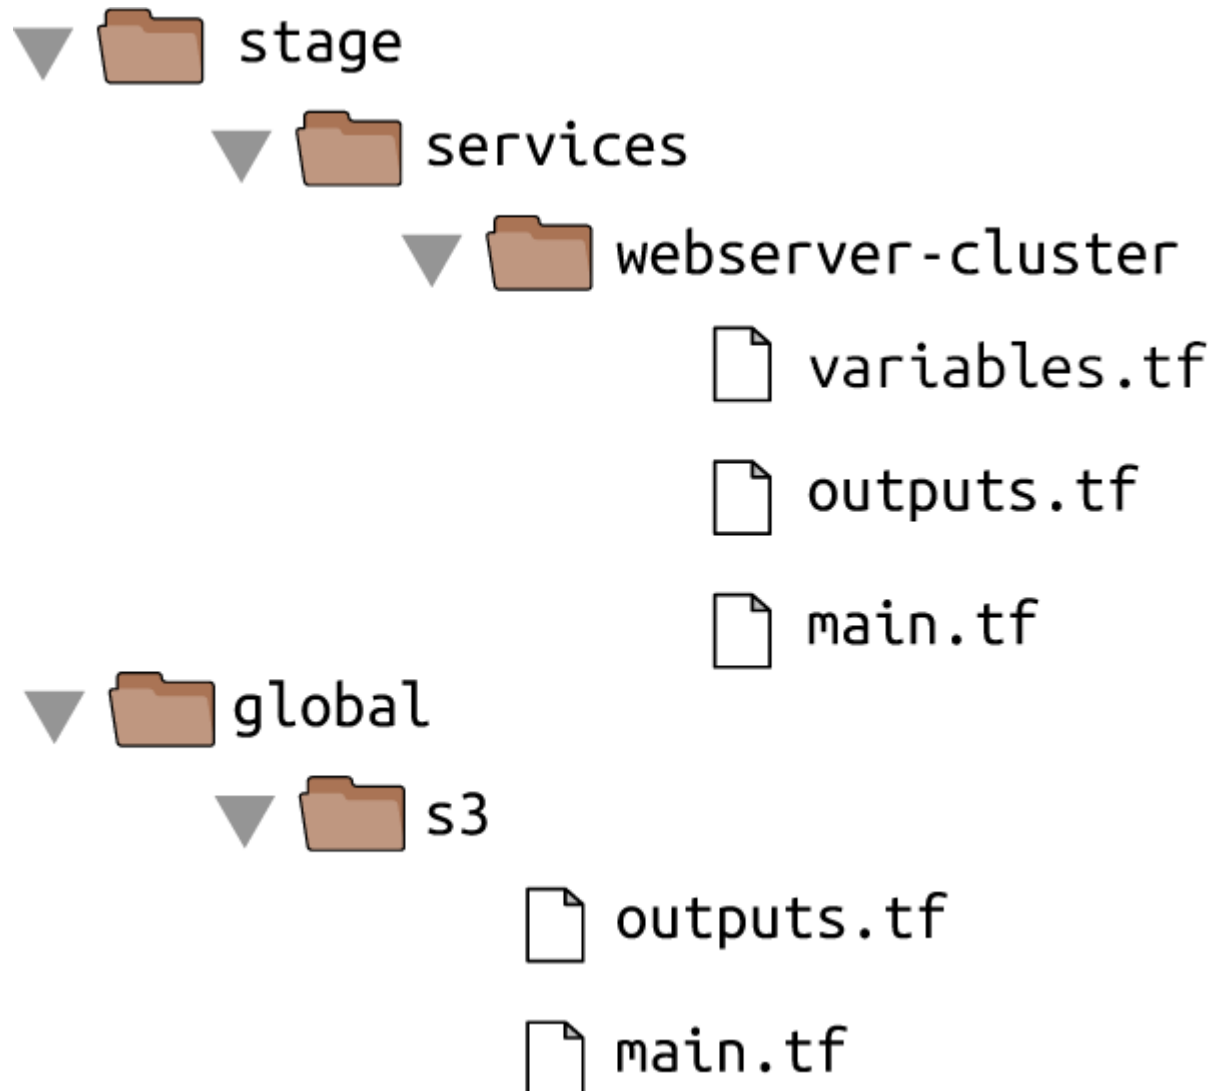 stage
services
webserver-cluster
variables.tf
outputs.tf
main.tf
global
s3
outputs.tf
main.tf